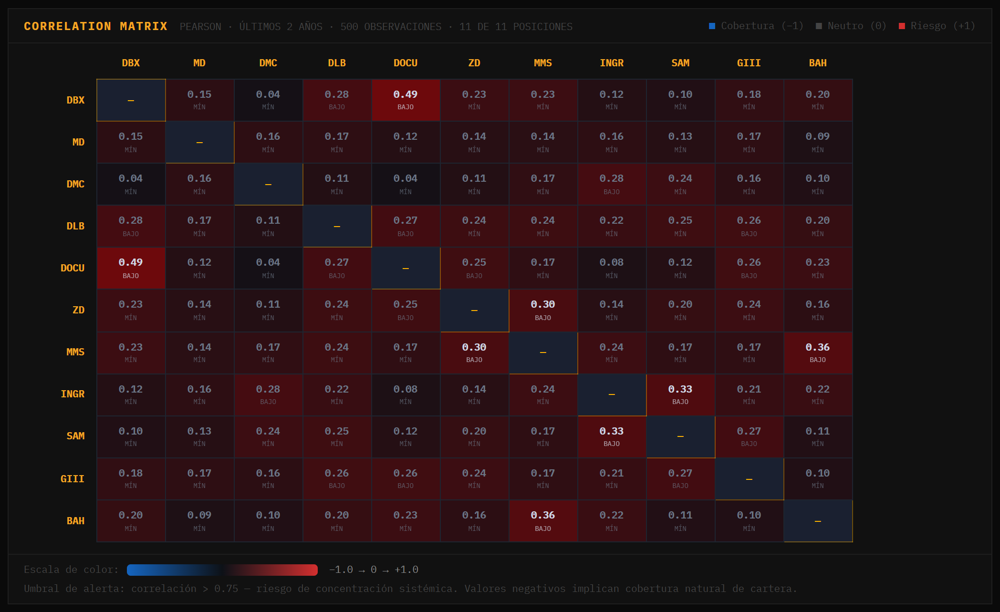 CORRELATION MATRIX PEARSON · ÚLTIMOS 2 AÑOS · 500 OBSERVACIONES · 11 DE 11 POSICIONES Cobertura (−1) Neutro (0) Riesgo (+1)
DBX MD DMC DLB DOCU ZD MMS INGR SAM GIII BAH
DBX — 0.15 0.04 0.28 0.49 0.23 0.23 0.12 0.10 0.18 0.20
MÍN MÍN BAJO BAJO MÍN MÍN MÍN MÍN MÍN MÍN
MD 0.15 — 0.16 0.17 0.12 0.14 0.14 0.16 0.13 0.17 0.09
MÍN MÍN MÍN MÍN MÍN MÍN MÍN MÍN MÍN MÍN
DMC 0.04 0.16 — 0.11 0.04 0.11 0.17 0.28 0.24 0.16 0.10
MÍN MÍN MÍN MÍN MÍN MÍN BAJO MÍN MÍN MÍN
DLB 0.28 0.17 0.11 — 0.27 0.24 0.24 0.22 0.25 0.26 0.20
BAJO MÍN MÍN BAJO MÍN MÍN MÍN MÍN BAJO MÍN
DOCU 0.49 0.12 0.04 0.27 — 0.25 0.17 0.08 0.12 0.26 0.23
BAJO MÍN MÍN BAJO BAJO MÍN MÍN MÍN BAJO MÍN
ZD 0.23 0.14 0.11 0.24 0.25 — 0.30 0.14 0.20 0.24 0.16
MÍN MÍN MÍN MÍN BAJO BAJO MÍN MÍN MÍN MÍN
MMS 0.23 0.14 0.17 0.24 0.17 0.30 — 0.24 0.17 0.17 0.36
MÍN MÍN MÍN MÍN MÍN BAJO MÍN MÍN MÍN BAJO
INGR 0.12 0.16 0.28 0.22 0.08 0.14 0.24 — 0.33 0.21 0.22
MÍN MÍN BAJO MÍN MÍN MÍN MÍN BAJO MÍN MÍN
SAM 0.10 0.13 0.24 0.25 0.12 0.20 0.17 0.33 — 0.27 0.11
MÍN MÍN MÍN MÍN MÍN MÍN MÍN BAJO BAJO MÍN
GIII 0.18 0.17 0.16 0.26 0.26 0.24 0.17 0.21 0.27 — 0.10
MÍN MÍN MÍN BAJO BAJO MÍN MÍN MÍN BAJO MÍN
BAH 0.20 0.09 0.10 0.20 0.23 0.16 0.36 0.22 0.11 0.10 —
MÍN MÍN MÍN MÍN MÍN MÍN BAJO MÍN MÍN MÍN
Escala de color: −1.0 → 0 → +1.0
Umbral de alerta: correlación > 0.75 — riesgo de concentración sistémica. Valores negativos implican cobertura natural de cartera.